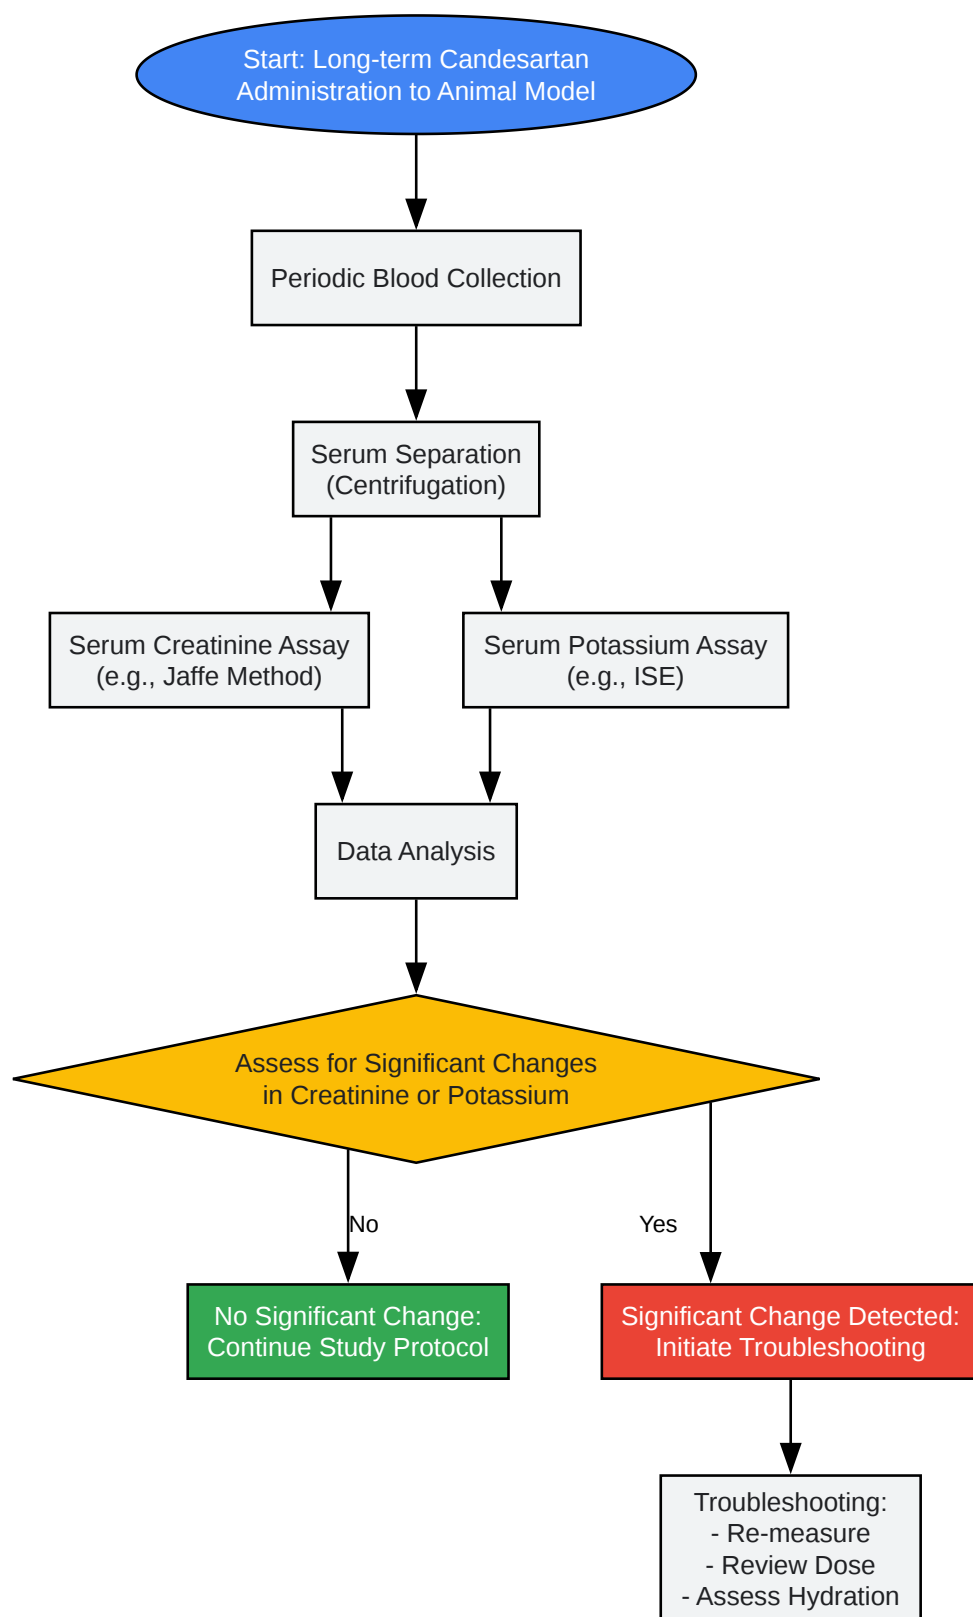 Start: Long-term Candesartan
Administration to Animal Model
Periodic Blood Collection
Serum Separation
(Centrifugation)
Serum Creatinine Assay
(e.g., Jaffe Method)
Serum Potassium Assay
(e.g., ISE)
Data Analysis
Assess for Significant Changes
in Creatinine or Potassium
No
Yes
No Significant Change:
Continue Study Protocol
Significant Change Detected:
Initiate Troubleshooting
Troubleshooting:
- Re-measure
- Review Dose
- Assess Hydration